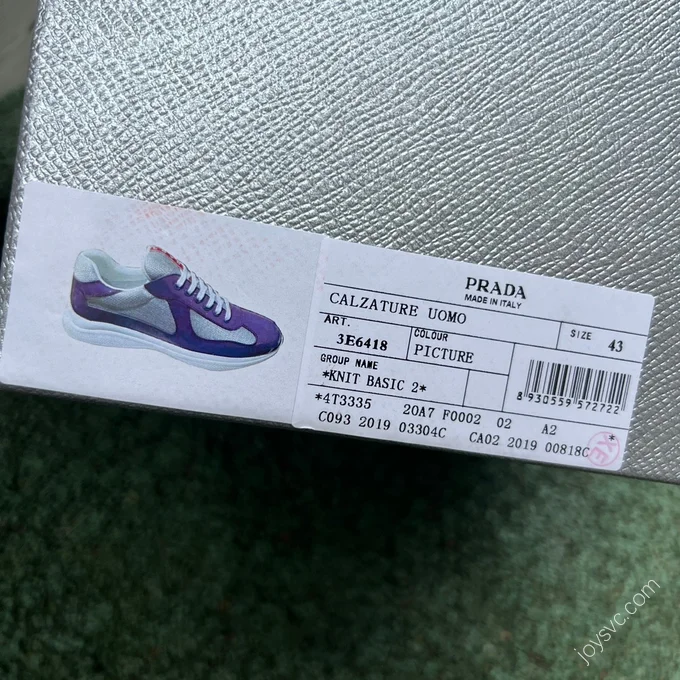 PRADA
MADE IN ITALY
CALZATURE UOMO
SIZE 43
ART. 3E6418
COLOUR PICTURE
GROUP NAME
*KNIT BASIC 2*
8 930559 572722
*4T3335 20A7 F0002 02 A2
C093 2019 03304C CA02 2019 00818C *
XE
joysvc.com